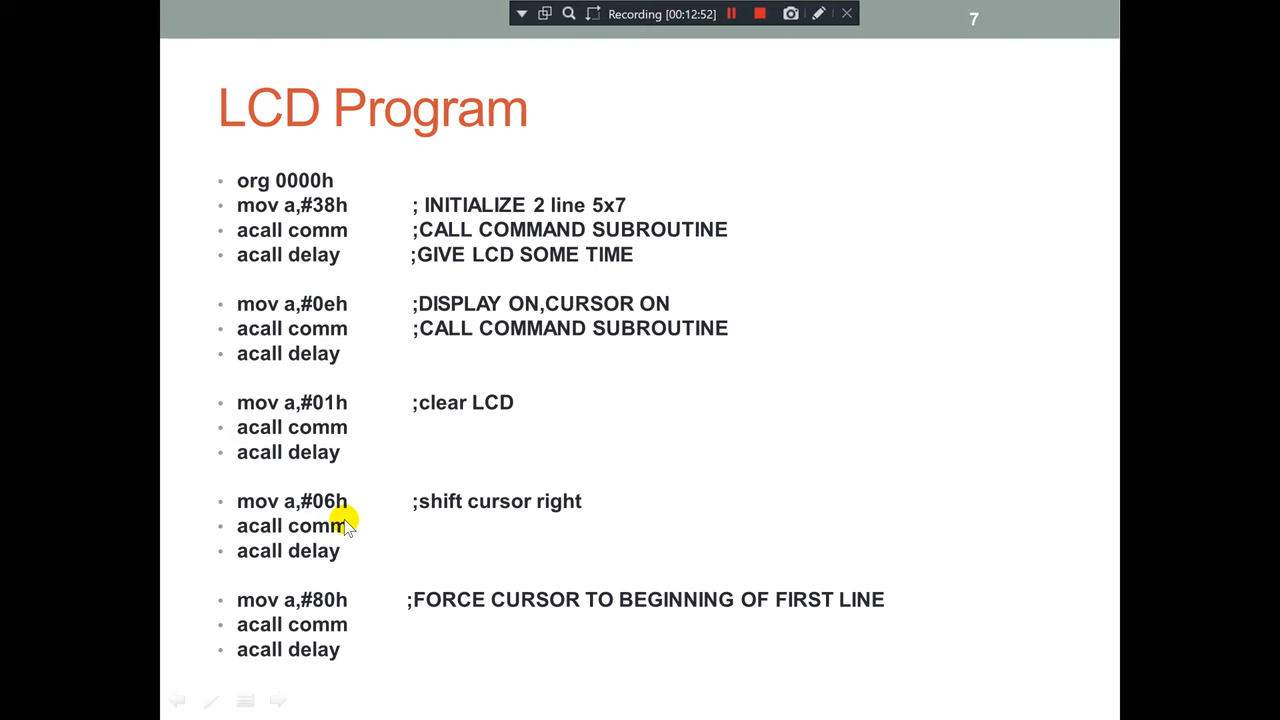 Recording [00:12:52]
7
LCD Program
• org 0000h
• mov a,#38h ; INITIALIZE 2 line 5x7
• acall comm ;CALL COMMAND SUBROUTINE
• acall delay ;GIVE LCD SOME TIME
• mov a,#0eh ;DISPLAY ON,CURSOR ON
• acall comm ;CALL COMMAND SUBROUTINE
• acall delay
• mov a,#01h ;clear LCD
• acall comm
• acall delay
• mov a,#06h ;shift cursor right
• acall comm
• acall delay
• mov a,#80h ;FORCE CURSOR TO BEGINNING OF FIRST LINE
• acall comm
• acall delay